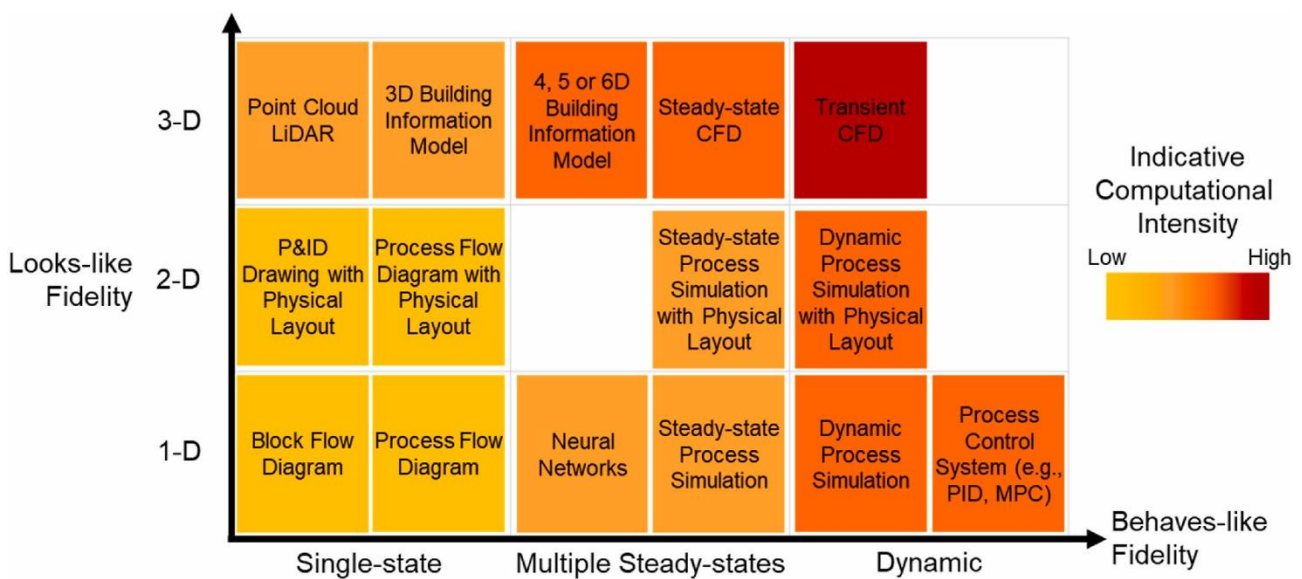 3-D
Point Cloud
LiDAR
3D Building
Information
Model
4, 5 or 6D
Building
Information
Model
Steady-state
CFD
Transient
CFD
Looks-like
Fidelity
2-D
P&ID
Drawing with
Physical
Layout
Process Flow
Diagram with
Physical
Layout
Steady-state
Process
Simulation
with Physical
Layout
Dynamic
Process
Simulation
with Physical
Layout
1-D
Block Flow
Diagram
Process Flow
Diagram
Neural
Networks
Steady-state
Process
Simulation
Dynamic
Process
Simulation
Process
Control
System (e.g.,
PID, MPC)
Single-state
Multiple Steady-states
Dynamic
Behaves-like
Fidelity
Indicative
Computational
Intensity
Low
High